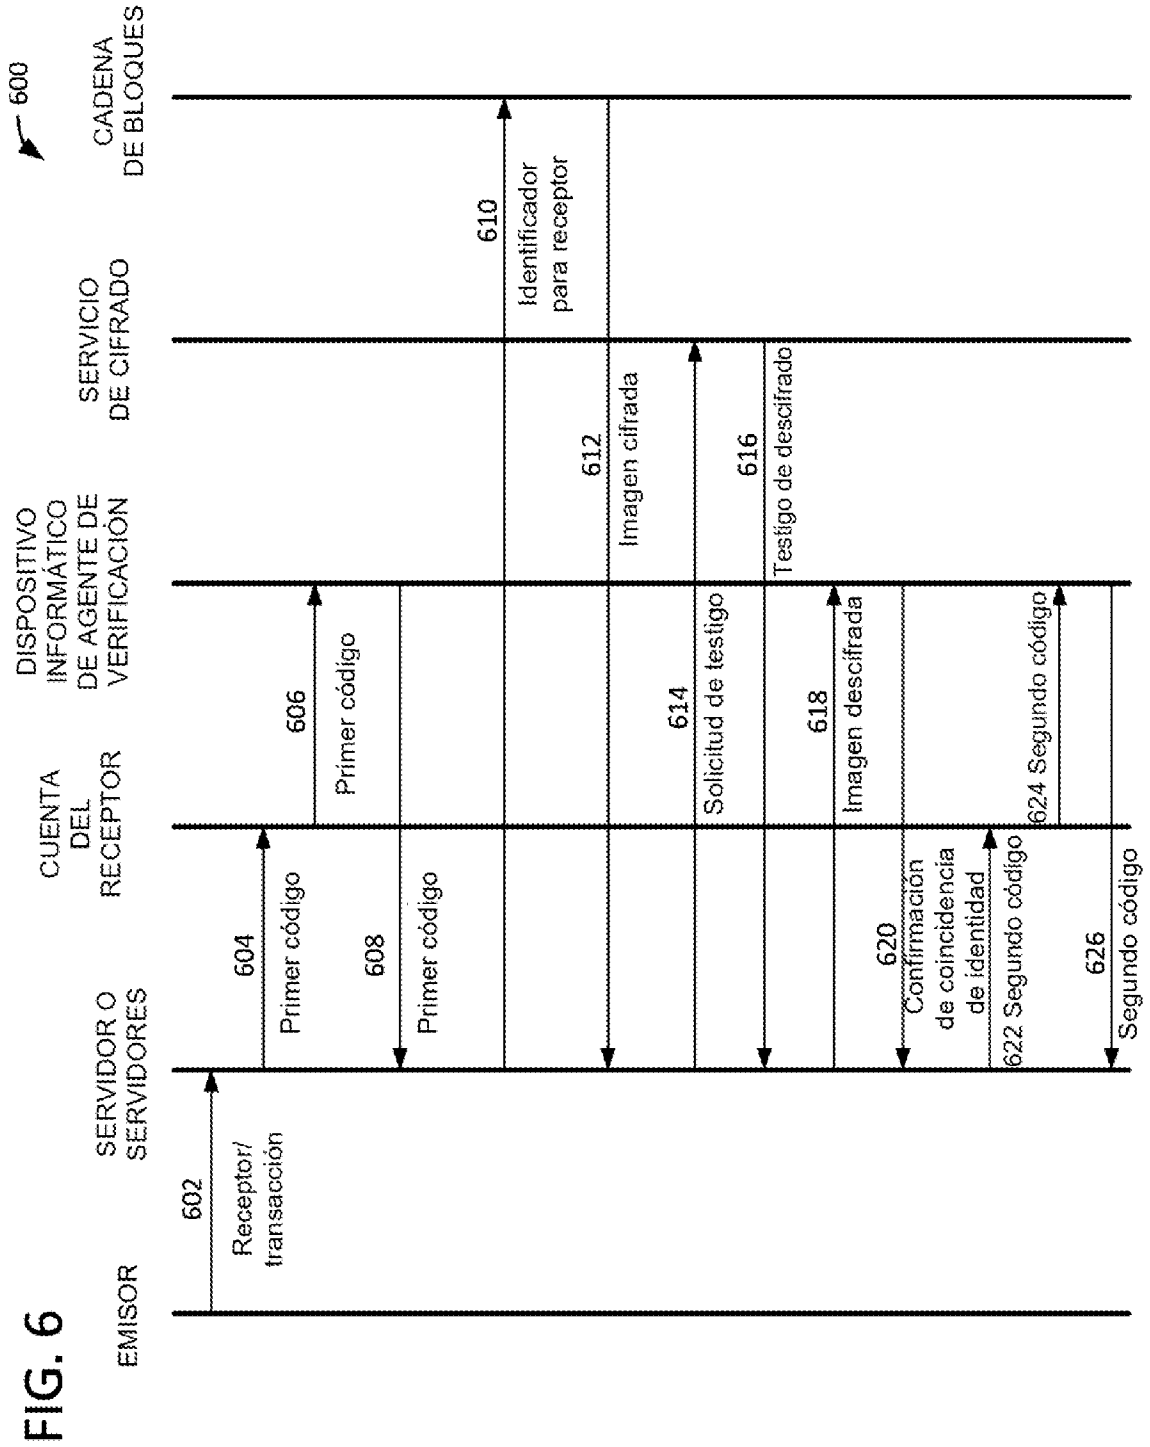 FIG. 6
600
EMISOR
SERVIDOR O
SERVIDORES
CUENTA
DEL
RECEPTOR
DISPOSITIVO
INFORMÁTICO
DE AGENTE DE
VERIFICACIÓN
SERVICIO
DE CIFRADO
CADENA
DE BLOQUES
602
Receptor/
transacción
604
Primer código
606
Primer código
608
Primer código
610
Identificador
para receptor
612
Imagen cifrada
614
Solicitud de testigo
616
Testigo de descifrado
618
Imagen descifrada
620
Confirmación
de coincidencia
de identidad
622 Segundo código
624 Segundo código
626
Segundo código